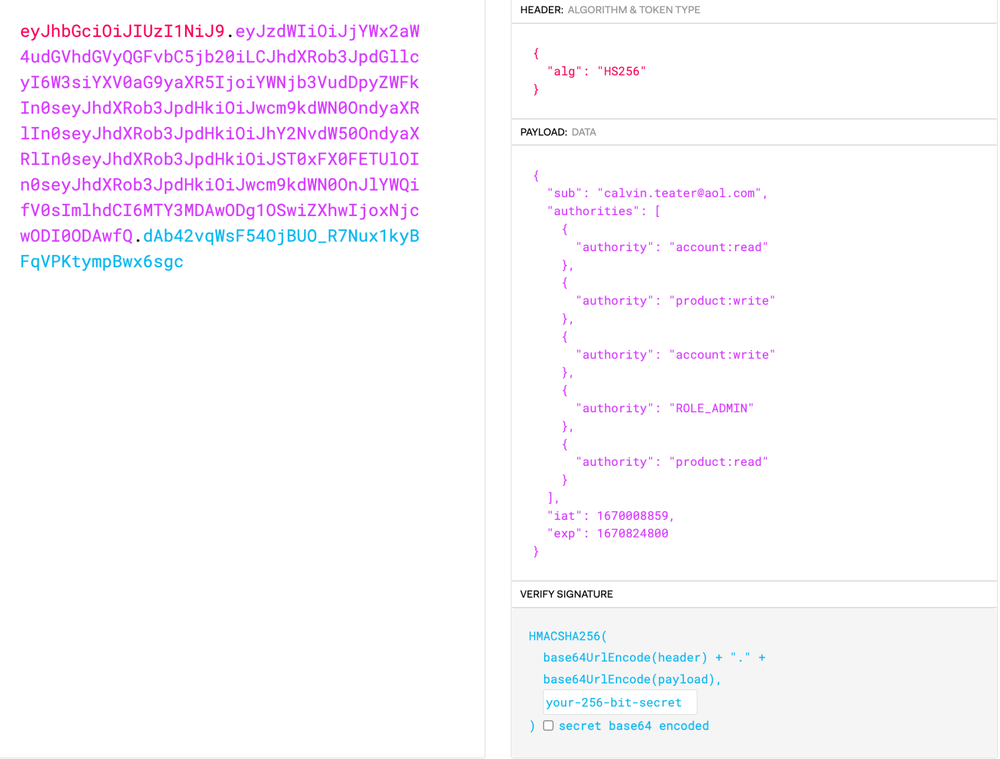 eyJhbGciOiJIUzI1NiJ9.eyJzdWIiOiJjYWx2aW
4udGVhdGVyQGFvbC5jb20iLCJhdXRob3JpdGllc
yI6W3siYXV0aG9yaXR5IjoiYWNjb3VudDpyZWFk
In0seyJhdXRob3JpdHkiOiJwcm9kdWN0OndyaXR
lIn0seyJhdXRob3JpdHkiOiJhY2NvdW50OndyaX
RlIn0seyJhdXRob3JpdHkiOiJST0xFX0FETUlOI
n0seyJhdXRob3JpdHkiOiJwcm9kdWN0OnJlYWQi
fV0sImlhdCI6MTY3MDAwODg1OSwiZXhwIjoxNjc
wODI0ODAwfQ.dAb42vqWsF54OjBUO_R7Nux1kyB
FqVPKtympBwx6sgc
HEADER: ALGORITHM & TOKEN TYPE
{
"alg": "HS256"
}
PAYLOAD: DATA
{
"sub": "calvin.teater@aol.com",
"authorities": [
{
"authority": "account:read"
},
{
"authority": "product:write"
},
{
"authority": "account:write"
},
{
"authority": "ROLE_ADMIN"
},
{
"authority": "product:read"
}
],
"iat": 1670008859,
"exp": 1670824800
}
VERIFY SIGNATURE
HMACSHA256(
base64UrlEncode(header) + "." +
base64UrlEncode(payload),
your-256-bit-secret
) secret base64 encoded